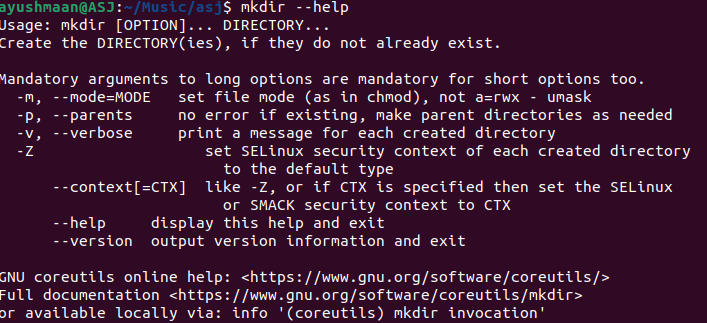 ayushmaan@ASJ:~/Music/asj$ mkdir --help
Usage: mkdir [OPTION]... DIRECTORY...
Create the DIRECTORY(ies), if they do not already exist.

Mandatory arguments to long options are mandatory for short options too.
  -m, --mode=MODE   set file mode (as in chmod), not a=rwx - umask
  -p, --parents     no error if existing, make parent directories as needed
  -v, --verbose     print a message for each created directory
  -Z                   set SELinux security context of each created directory
                         to the default type
      --context[=CTX]  like -Z, or if CTX is specified then set the SELinux
                         or SMACK security context to CTX
      --help     display this help and exit
      --version  output version information and exit

GNU coreutils online help: <https://www.gnu.org/software/coreutils/>
Full documentation <https://www.gnu.org/software/coreutils/mkdir>
or available locally via: info '(coreutils) mkdir invocation'